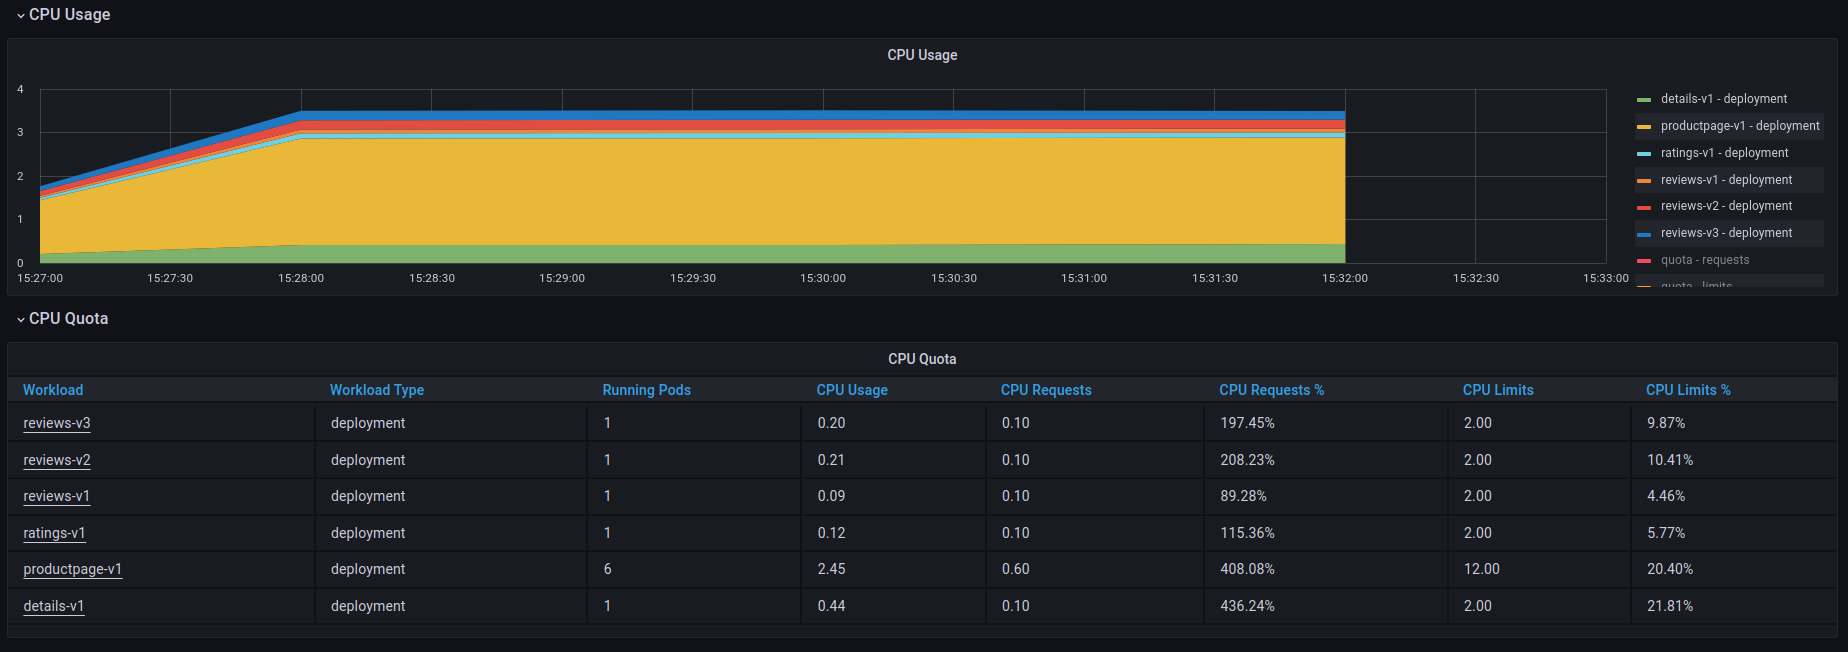 CPU Usage
CPU Usage
4
3
2
1
0
15:27:00 15:27:30 15:28:00 15:28:30 15:29:00 15:29:30 15:30:00 15:30:30 15:31:00 15:31:30 15:32:00 15:32:30 15:33:00
details-v1 - deployment
productpage-v1 - deployment
ratings-v1 - deployment
reviews-v1 - deployment
reviews-v2 - deployment
reviews-v3 - deployment
quota - requests
quota - limits
CPU Quota
CPU Quota
Workload Workload Type Running Pods CPU Usage CPU Requests CPU Requests % CPU Limits CPU Limits %
reviews-v3 deployment 1 0.20 0.10 197.45% 2.00 9.87%
reviews-v2 deployment 1 0.21 0.10 208.23% 2.00 10.41%
reviews-v1 deployment 1 0.09 0.10 89.28% 2.00 4.46%
ratings-v1 deployment 1 0.12 0.10 115.36% 2.00 5.77%
productpage-v1 deployment 6 2.45 0.60 408.08% 12.00 20.40%
details-v1 deployment 1 0.44 0.10 436.24% 2.00 21.81%